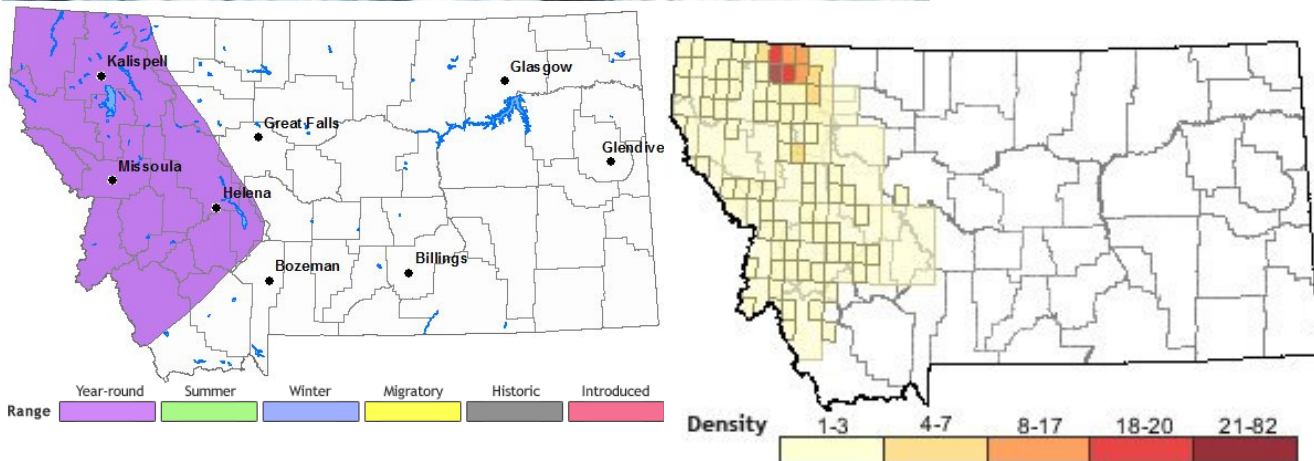 Kalispell
Glasgow
Great Falls
Glendive
Missoula
Helena
Bozeman
Billings
Year-round Summer Winter Migratory Historic Introduced
Range
Density 1-3 4-7 8-17 18-20 21-82